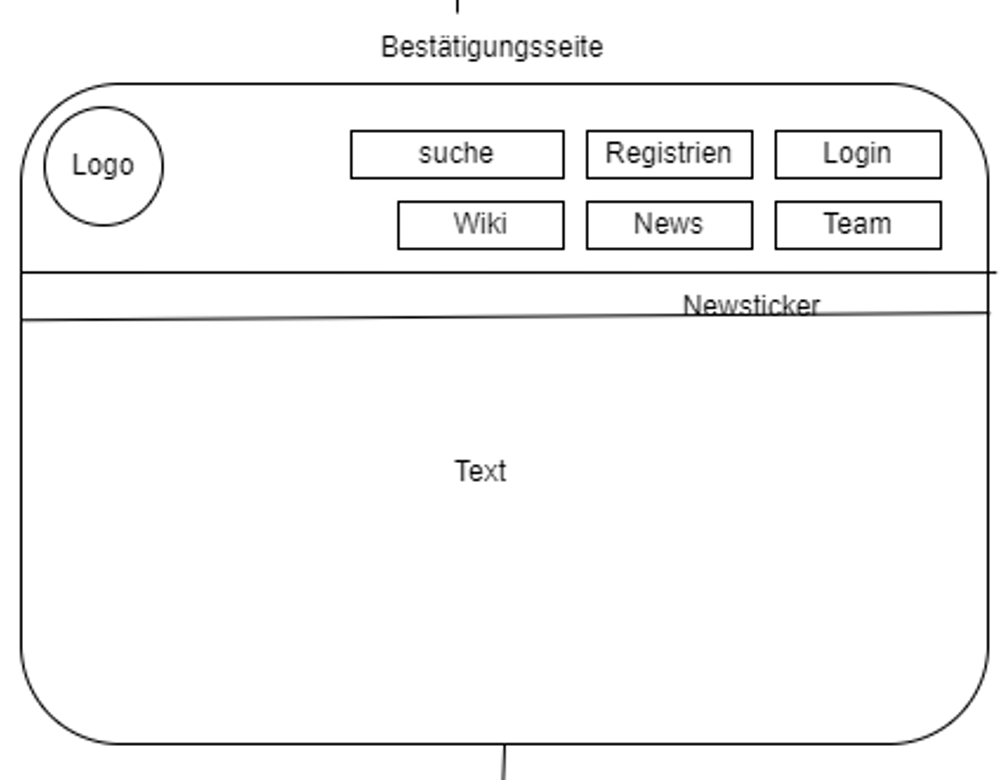 Bestätigungsseite
Logo
suche
Registrien
Login
Wiki
News
Team
Newsticker
Text